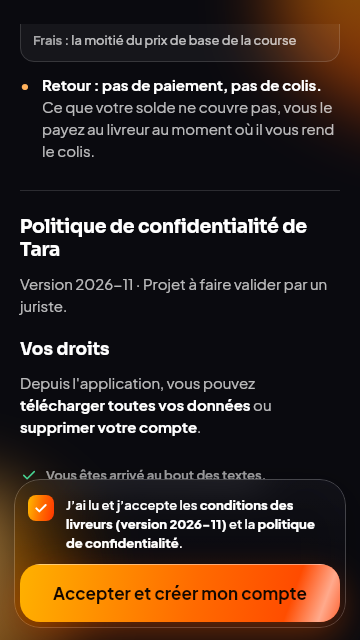 Frais : la moitié du prix de base de la course
Retour : pas de paiement, pas de colis.
Ce que votre solde ne couvre pas, vous le
payez au livreur au moment où il vous rend
le colis.
Politique de confidentialité de
Tara
Version 2026–11 · Projet à faire valider par un
juriste.
Vos droits
Depuis l'application, vous pouvez
télécharger toutes vos données ou
supprimer votre compte.
Vous êtes arrivé au bout des textes.
J'ai lu et j'accepte les conditions des
livreurs (version 2026–11) et la politique
de confidentialité.
Accepter et créer mon compte